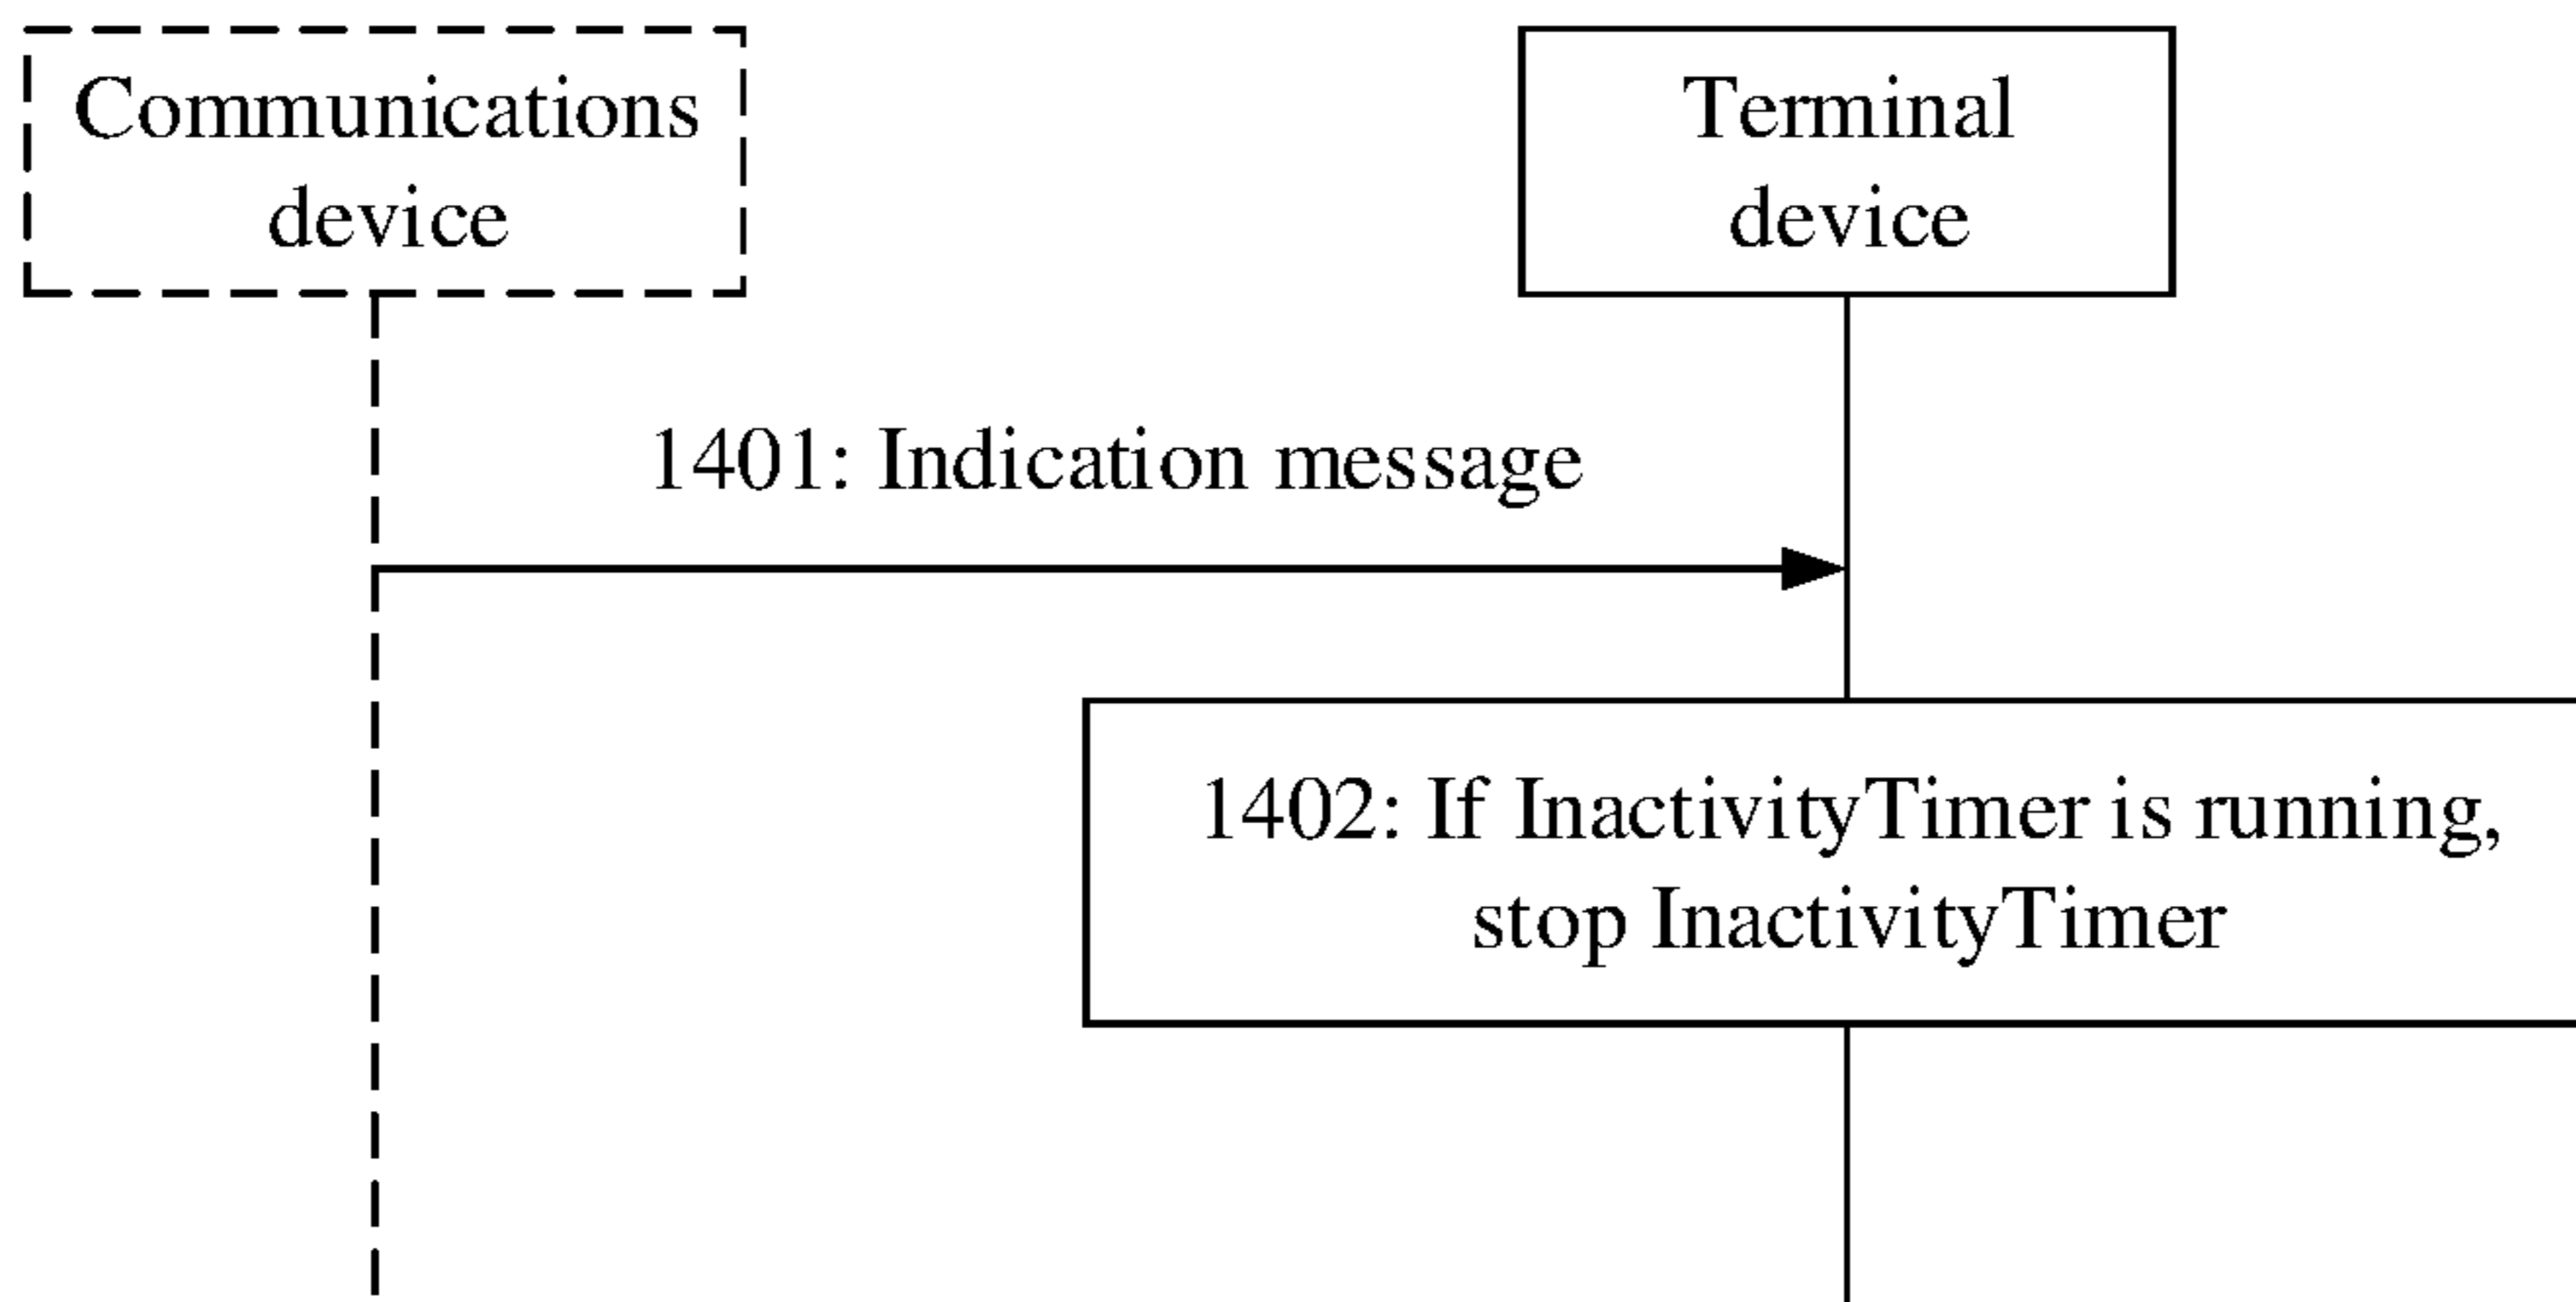 Communications
device
Terminal
device
1401: Indication message
1402: If InactivityTimer is running,
stop InactivityTimer